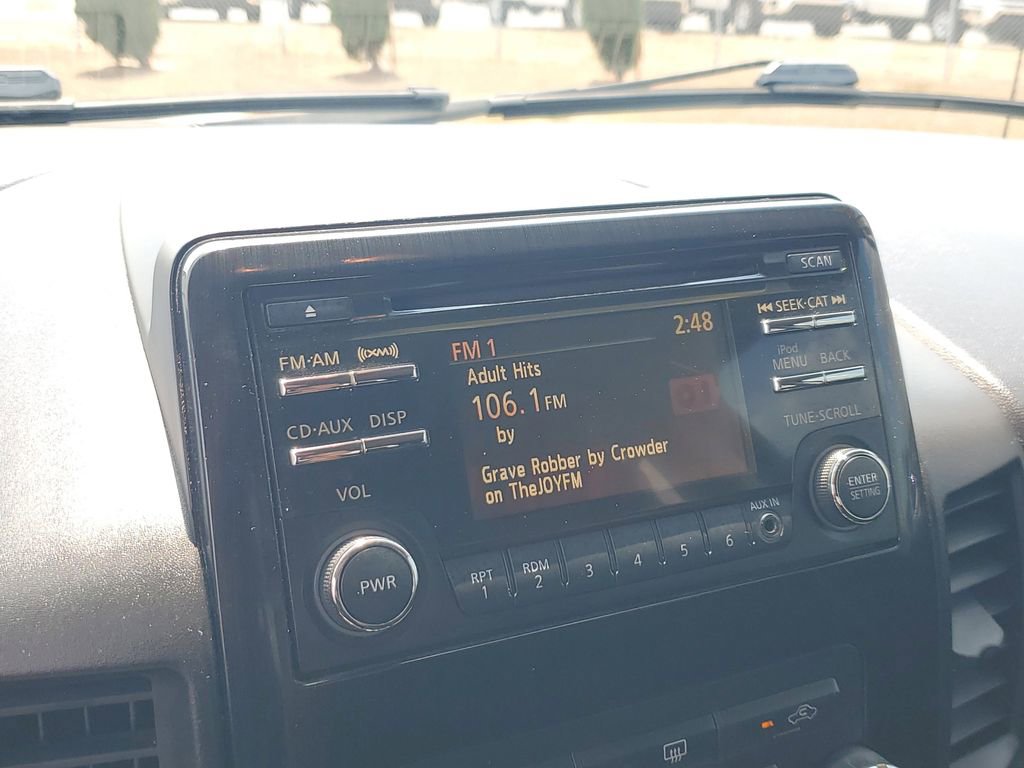 SCAN
⏮ SEEK·CAT ⏭
FM·AM ((XM))
2:48
FM 1
Adult Hits
106.1 FM
by
Grave Robber by Crowder
on TheJOYFM
iPod
MENU BACK
CD·AUX DISP
TUNE·SCROLL
VOL
PWR
ENTER
SETTING
AUX IN
RPT
1
RDM
2
3
4
5
6